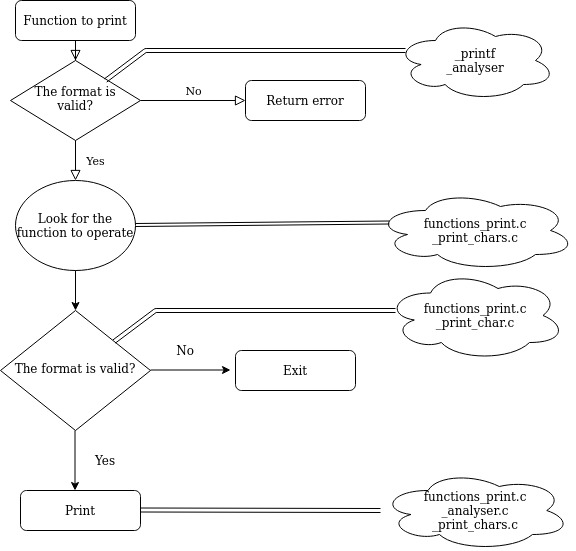 Function to print
_printf
_analyser
The format is
valid?
No
Return error
Yes
Look for the
function to operate
functions_print.c
_print_chars.c
functions_print.c
_print_char.c
The format is valid?
No
Exit
Yes
Print
functions_print.c
_analyser.c
_print_chars.c